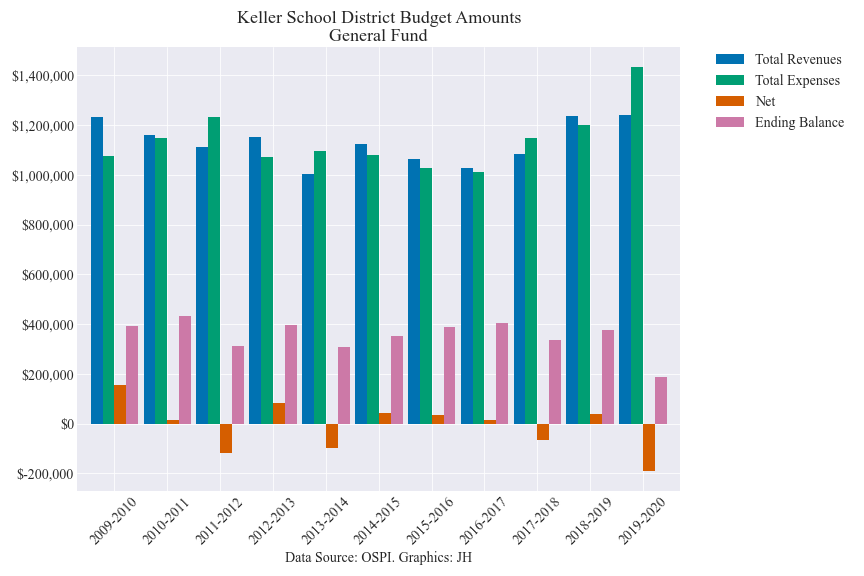 Keller School District Budget Amounts
General Fund
Total Revenues
Total Expenses
Net
Ending Balance
$1,400,000
$1,200,000
$1,000,000
$800,000
$600,000
$400,000
$200,000
$0
$-200,000
2009-2010
2010-2011
2011-2012
2012-2013
2013-2014
2014-2015
2015-2016
2016-2017
2017-2018
2018-2019
2019-2020
Data Source: OSPI. Graphics: JH